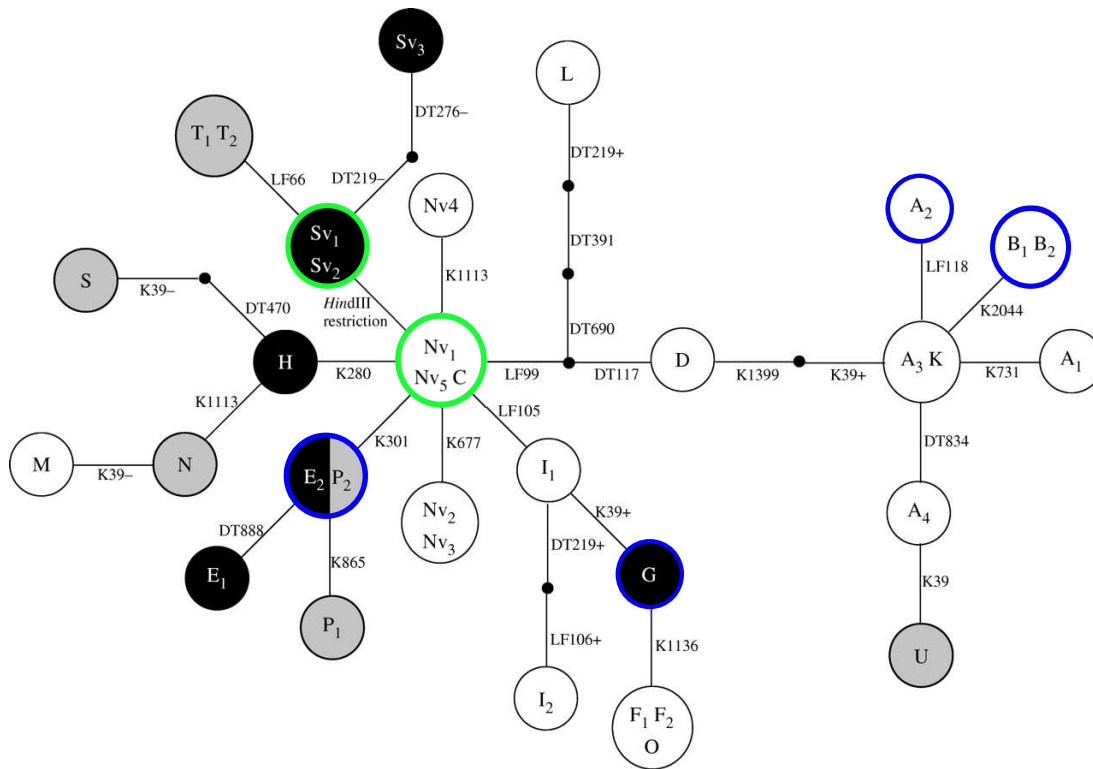 Sv₃
L
DT276–
T₁ T₂
DT219+
LF66
DT219–
A₂
Nv4
Sv₁
Sv₂
B₁ B₂
DT391
LF118
S
K1113
K2044
K39–
HindIII
restriction
DT470
DT690
Nv₁
Nv₅ C
H
D
A₃ K
A₁
K280
LF99
DT117
K1399
K39+
K731
K1113
LF105
K301
K677
DT834
M
N
I₁
K39–
E₂ P₂
Nv₂
Nv₃
K39+
A₄
DT888
DT219+
K865
E₁
G
K39
P₁
LF106+
K1136
U
I₂
F₁ F₂
O